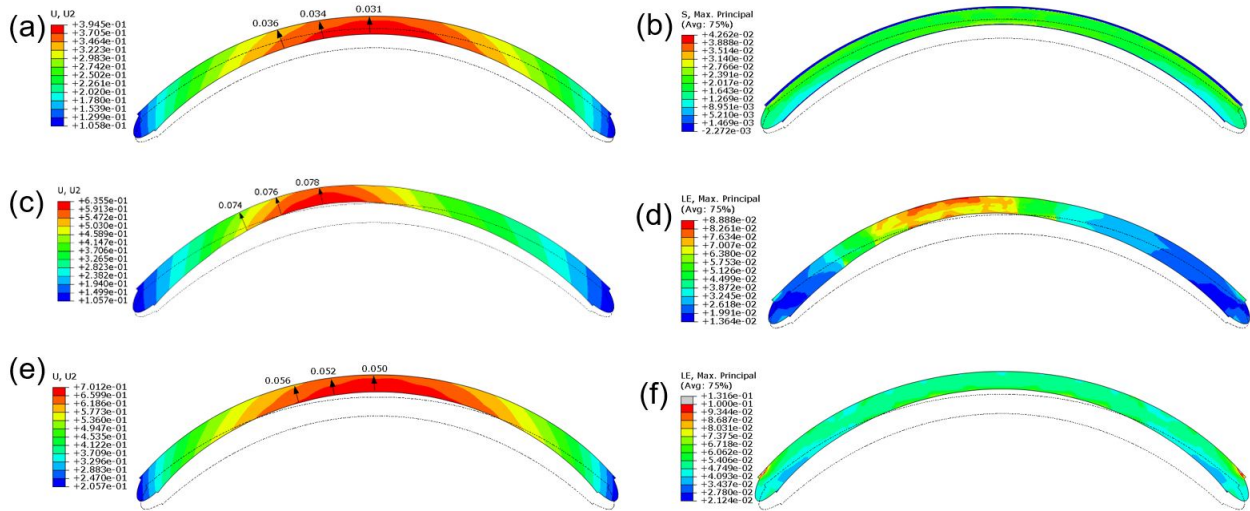 (a)
U, U2
+3.945e-01
+3.705e-01
+3.464e-01
+3.223e-01
+2.983e-01
+2.742e-01
+2.502e-01
+2.261e-01
+2.020e-01
+1.780e-01
+1.539e-01
+1.299e-01
+1.058e-01
0.036
0.034
0.031
(b)
S, Max. Principal
(Avg: 75%)
+4.262e-02
+3.888e-02
+3.514e-02
+3.140e-02
+2.766e-02
+2.391e-02
+2.017e-02
+1.643e-02
+1.269e-02
+8.951e-03
+5.210e-03
+1.469e-03
-2.272e-03
(c)
U, U2
+6.355e-01
+5.913e-01
+5.472e-01
+5.030e-01
+4.589e-01
+4.147e-01
+3.706e-01
+3.265e-01
+2.823e-01
+2.382e-01
+1.940e-01
+1.499e-01
+1.057e-01
0.074
0.076
0.078
(d)
LE, Max. Principal
(Avg: 75%)
+8.888e-02
+8.261e-02
+7.634e-02
+7.007e-02
+6.380e-02
+5.753e-02
+5.126e-02
+4.499e-02
+3.872e-02
+3.245e-02
+2.618e-02
+1.991e-02
+1.364e-02
(e)
U, U2
+7.012e-01
+6.599e-01
+6.186e-01
+5.773e-01
+5.360e-01
+4.947e-01
+4.535e-01
+4.122e-01
+3.709e-01
+3.296e-01
+2.883e-01
+2.470e-01
+2.057e-01
0.056
0.052
0.050
(f)
LE, Max. Principal
(Avg: 75%)
+1.316e-01
+1.000e-01
+9.344e-02
+8.687e-02
+8.031e-02
+7.375e-02
+6.718e-02
+6.062e-02
+5.406e-02
+4.749e-02
+4.093e-02
+3.437e-02
+2.780e-02
+2.124e-02